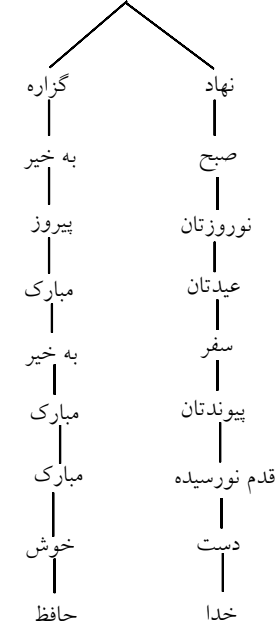 نهاد گزاره
صبح به خیر
نوروزتان پیروز
عیدتان مبارک
سفر به خیر
پیوندتان مبارک
قدم نورسیده مبارک
دست خوش
خدا حافظ